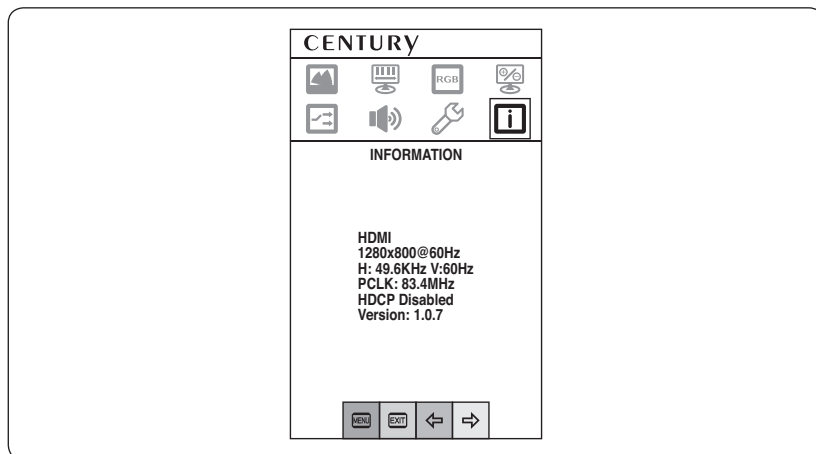 CENTURY
RGB
INFORMATION
HDMI
1280x800@60Hz
H: 49.6KHz V:60Hz
PCLK: 83.4MHz
HDCP Disabled
Version: 1.0.7
MENU EXIT